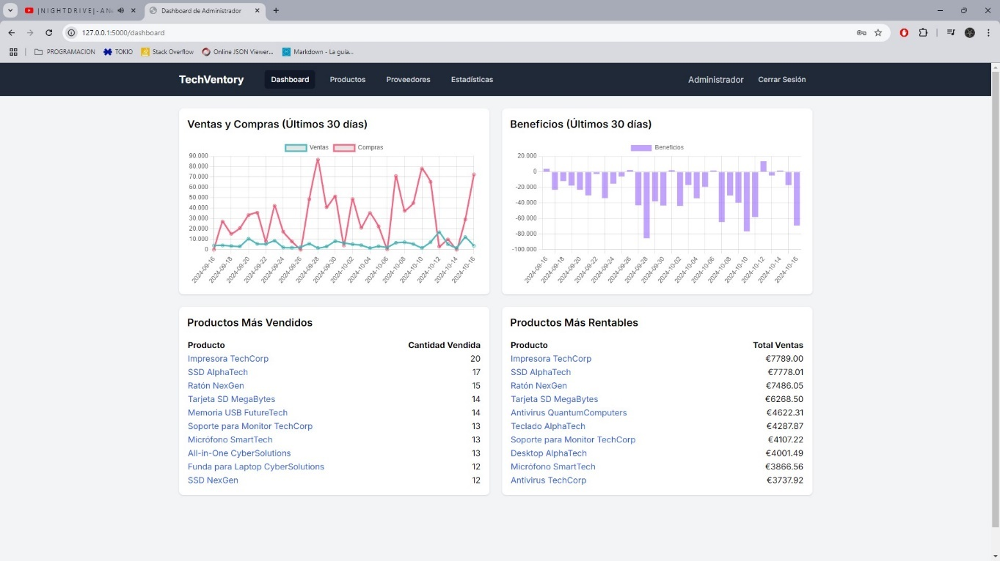 |N I G H T D R I V E| - A N
Dashboard de Administrador
127.0.0.1:5000/dashboard
PROGRAMACION TOKIO Stack Overflow Online JSON Viewer... Markdown - La guía...
TechVentory Dashboard Productos Proveedores Estadísticas Administrador Cerrar Sesión
Ventas y Compras (Últimos 30 días)
Ventas Compras
90.000
80.000
70.000
60.000
50.000
40.000
30.000
20.000
10.000
0
2024-09-16 2024-09-18 2024-09-20 2024-09-22 2024-09-24 2024-09-26 2024-09-28 2024-09-30 2024-10-02 2024-10-04 2024-10-06 2024-10-08 2024-10-10 2024-10-12 2024-10-14 2024-10-16
Beneficios (Últimos 30 días)
Beneficios
20.000
0
-20.000
-40.000
-60.000
-80.000
-100.000
2024-09-16 2024-09-18 2024-09-20 2024-09-22 2024-09-24 2024-09-26 2024-09-28 2024-09-30 2024-10-02 2024-10-04 2024-10-06 2024-10-08 2024-10-10 2024-10-12 2024-10-14 2024-10-16
Productos Más Vendidos
Producto Cantidad Vendida
Impresora TechCorp 20
SSD AlphaTech 17
Ratón NexGen 15
Tarjeta SD MegaBytes 14
Memoria USB FutureTech 14
Soporte para Monitor TechCorp 13
Micrófono SmartTech 13
All-in-One CyberSolutions 13
Funda para Laptop CyberSolutions 12
SSD NexGen 12
Productos Más Rentables
Producto Total Ventas
Impresora TechCorp €7789.00
SSD AlphaTech €7778.01
Ratón NexGen €7486.05
Tarjeta SD MegaBytes €6268.50
Antivirus QuantumComputers €4622.31
Teclado AlphaTech €4287.87
Soporte para Monitor TechCorp €4107.22
Desktop AlphaTech €4001.49
Micrófono SmartTech €3866.56
Antivirus TechCorp €3737.92